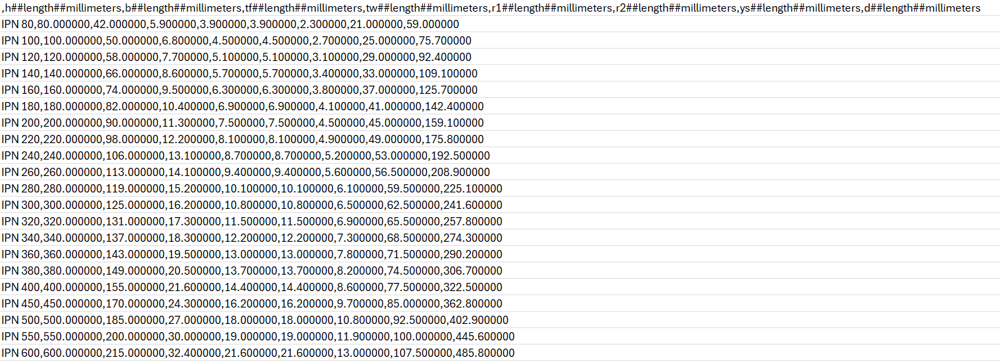 ,h##length##millimeters,b##length##millimeters,tf##length##millimeters,tw##length##millimeters,r1##length##millimeters,r2##length##millimeters,ys##length##millimeters,d##length##millimeters
IPN 80,80.000000,42.000000,5.900000,3.900000,3.900000,2.300000,21.000000,59.000000
IPN 100,100.000000,50.000000,6.800000,4.500000,4.500000,2.700000,25.000000,75.700000
IPN 120,120.000000,58.000000,7.700000,5.100000,5.100000,3.100000,29.000000,92.400000
IPN 140,140.000000,66.000000,8.600000,5.700000,5.700000,3.400000,33.000000,109.100000
IPN 160,160.000000,74.000000,9.500000,6.300000,6.300000,3.800000,37.000000,125.700000
IPN 180,180.000000,82.000000,10.400000,6.900000,6.900000,4.100000,41.000000,142.400000
IPN 200,200.000000,90.000000,11.300000,7.500000,7.500000,4.500000,45.000000,159.100000
IPN 220,220.000000,98.000000,12.200000,8.100000,8.100000,4.900000,49.000000,175.800000
IPN 240,240.000000,106.000000,13.100000,8.700000,8.700000,5.200000,53.000000,192.500000
IPN 260,260.000000,113.000000,14.100000,9.400000,9.400000,5.600000,56.500000,208.900000
IPN 280,280.000000,119.000000,15.200000,10.100000,10.100000,6.100000,59.500000,225.100000
IPN 300,300.000000,125.000000,16.200000,10.800000,10.800000,6.500000,62.500000,241.600000
IPN 320,320.000000,131.000000,17.300000,11.500000,11.500000,6.900000,65.500000,257.800000
IPN 340,340.000000,137.000000,18.300000,12.200000,12.200000,7.300000,68.500000,274.300000
IPN 360,360.000000,143.000000,19.500000,13.000000,13.000000,7.800000,71.500000,290.200000
IPN 380,380.000000,149.000000,20.500000,13.700000,13.700000,8.200000,74.500000,306.700000
IPN 400,400.000000,155.000000,21.600000,14.400000,14.400000,8.600000,77.500000,322.500000
IPN 450,450.000000,170.000000,24.300000,16.200000,16.200000,9.700000,85.000000,362.800000
IPN 500,500.000000,185.000000,27.000000,18.000000,18.000000,10.800000,92.500000,402.900000
IPN 550,550.000000,200.000000,30.000000,19.000000,19.000000,11.900000,100.000000,445.600000
IPN 600,600.000000,215.000000,32.400000,21.600000,21.600000,13.000000,107.500000,485.800000